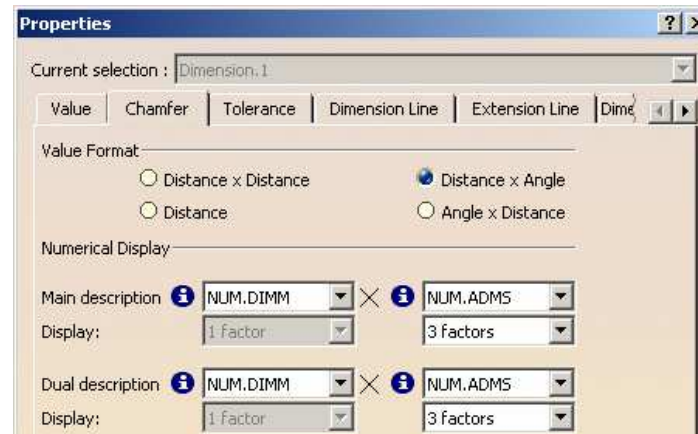 Properties
Current selection : Dimension.1
Value Chamfer Tolerance Dimension Line Extension Line
Value Format
Distance x Distance Distance x Angle
Distance Angle x Distance
Numerical Display
Main description NUM.DIMM NUM.ADMS
Display: 1 factor 3 factors
Dual description NUM.DIMM NUM.ADMS
Display: 1 factor 3 factors